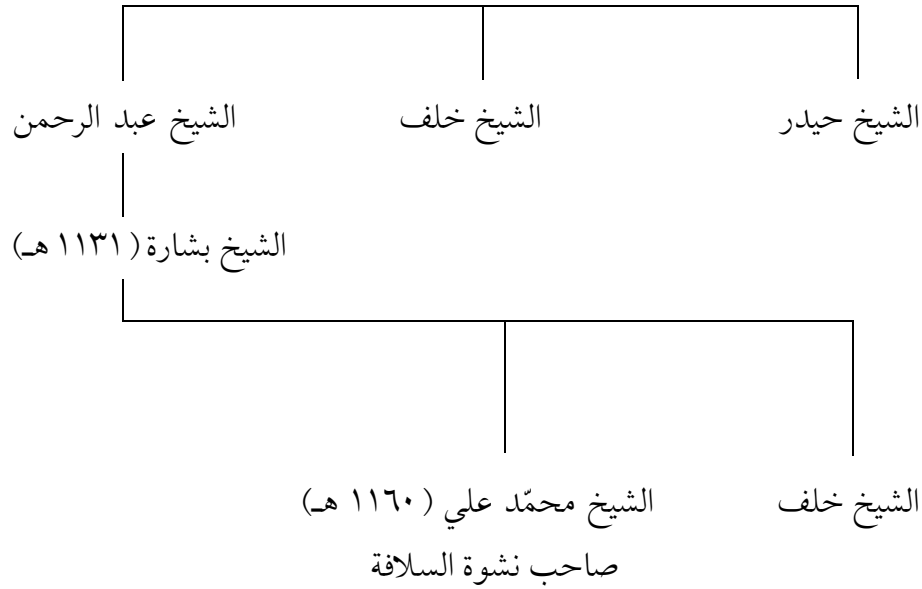 الشيخ حيدر الشيخ خلف الشيخ عبد الرحمن
الشيخ بشارة (١١٣١ هـ)
الشيخ خلف الشيخ محمّد علي (١١٦٠ هـ)
صاحب نشوة السلافة